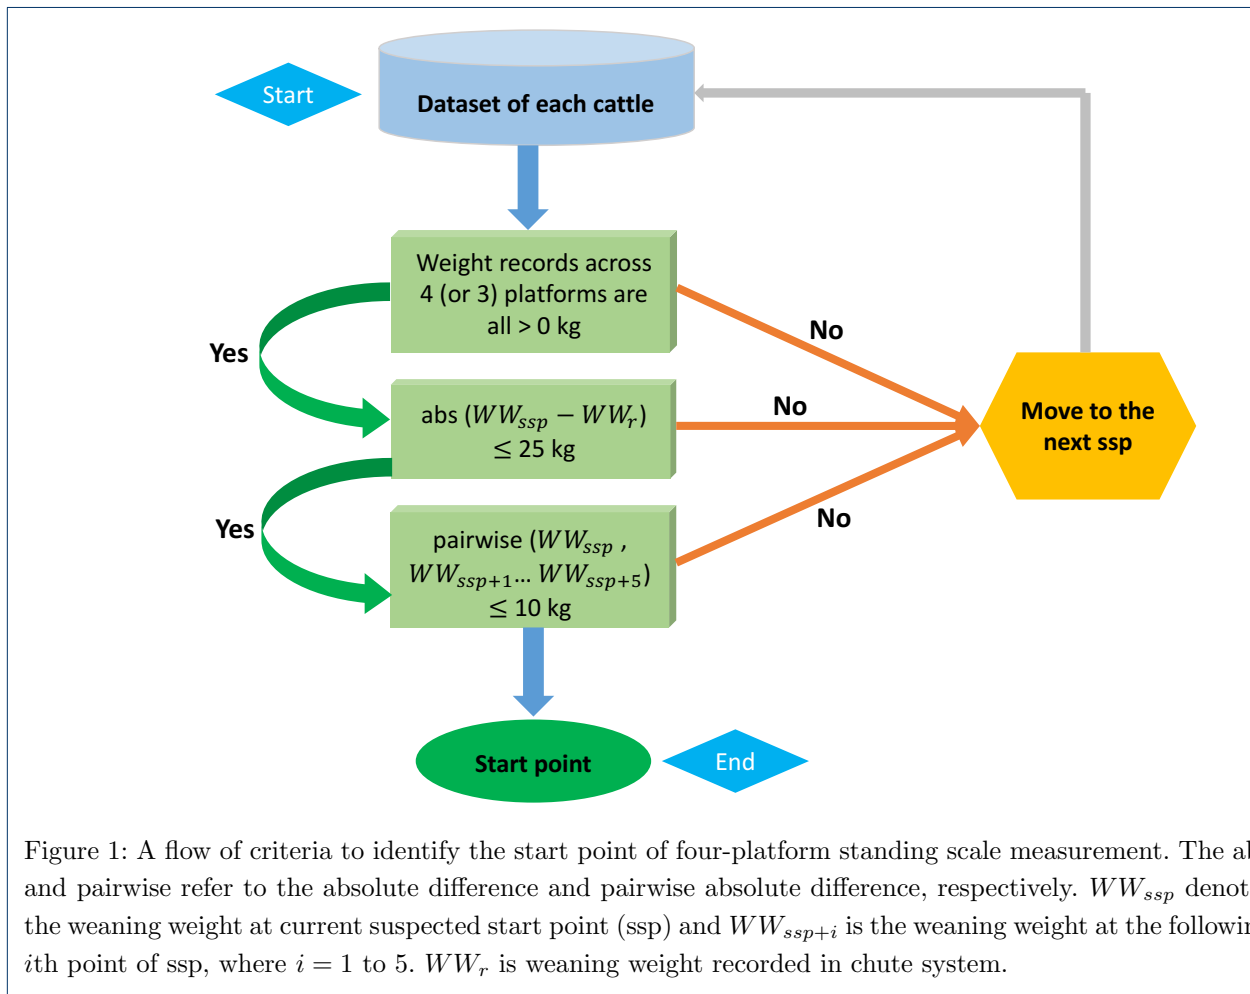 Start
Dataset of each cattle
Weight records across
4 (or 3) platforms are
all > 0 kg
No
Yes
abs (WW_ssp − WW_r)
≤ 25 kg
No
Move to the
next ssp
Yes
No
pairwise (WW_ssp ,
WW_ssp+1… WW_ssp+5)
≤ 10 kg
Start point
End
Figure 1: A flow of criteria to identify the start point of four-platform standing scale measurement. The ab
and pairwise refer to the absolute difference and pairwise absolute difference, respectively. WW_ssp denot
the weaning weight at current suspected start point (ssp) and WW_ssp+i is the weaning weight at the followin
ith point of ssp, where i = 1 to 5. WW_r is weaning weight recorded in chute system.